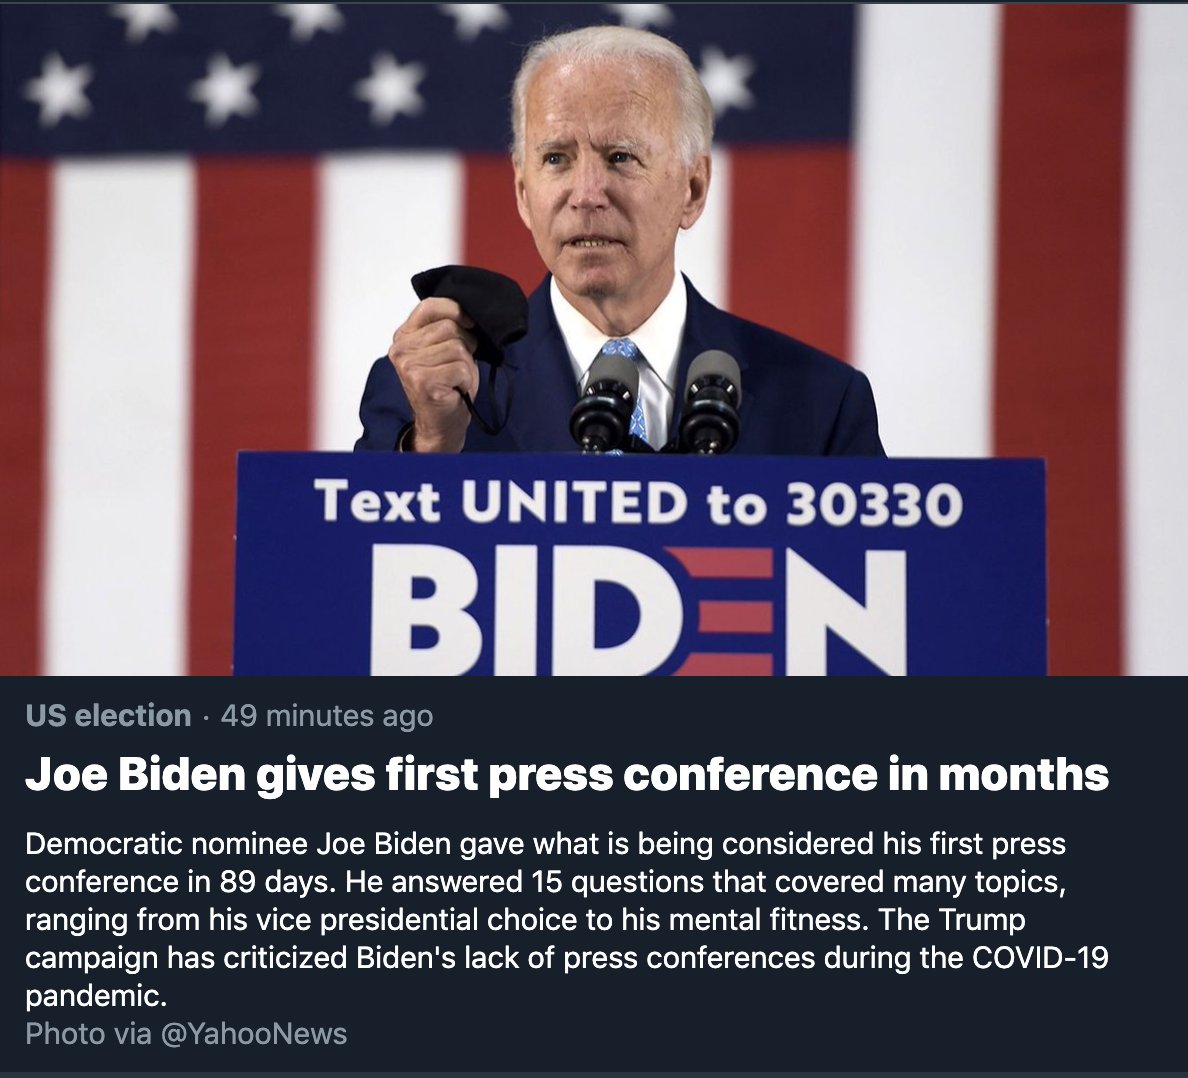 Text UNITED to 30330
BIDEN
US election · 49 minutes ago
Joe Biden gives first press conference in months
Democratic nominee Joe Biden gave what is being considered his first press
conference in 89 days. He answered 15 questions that covered many topics,
ranging from his vice presidential choice to his mental fitness. The Trump
campaign has criticized Biden's lack of press conferences during the COVID-19
pandemic.
Photo via @YahooNews